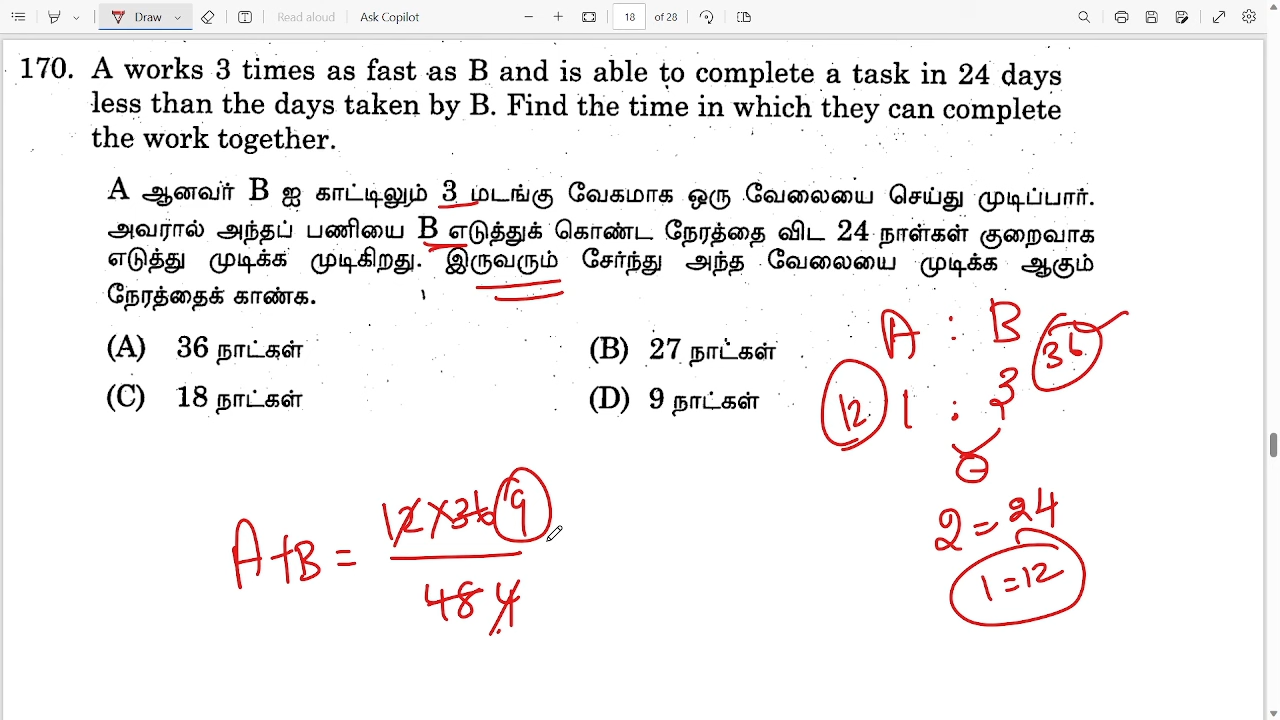 Draw
Read aloud
Ask Copilot
18 of 28
170. A works 3 times as fast as B and is able to complete a task in 24 days
less than the days taken by B. Find the time in which they can complete
the work together.
A ஆனவர் B ஐ காட்டிலும் 3 மடங்கு வேகமாக ஒரு வேலையை செய்து முடிப்பார்.
அவரால் அந்தப் பணியை B எடுத்துக் கொண்ட நேரத்தை விட 24 நாள்கள் குறைவாக
எடுத்து முடிக்க முடிகிறது. இருவரும் சேர்ந்து அந்த வேலையை முடிக்க ஆகும்
நேரத்தைக் காண்க.
(A) 36 நாட்கள்
(B) 27 நாட்கள்
(C) 18 நாட்கள்
(D) 9 நாட்கள்
A : B 36
12 1 : 3
2 = 24
1 = 12
A+B = 12×36 9
48 4